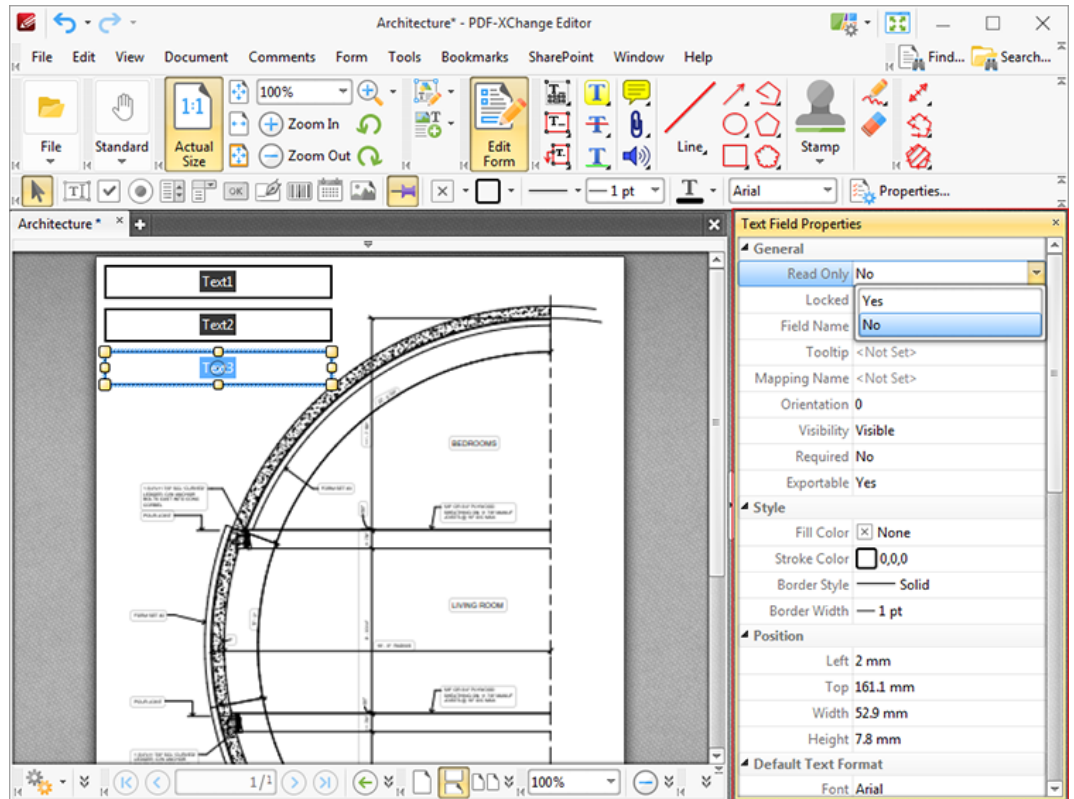 Architecture* - PDF-XChange Editor
File Edit View Document Comments Form Tools Bookmarks SharePoint Window Help
Find... Search...
File
Standard
1:1
Actual Size
100%
Zoom In
Zoom Out
Edit Form
Line
Stamp
OK
1 pt
Arial
Properties...
Architecture *
Text1
Text2
Text3
BEDROOMS
LIVING ROOM
Text Field Properties
General
Read Only No
Locked
Yes
Field Name
No
Tooltip <Not Set>
Mapping Name <Not Set>
Orientation 0
Visibility Visible
Required No
Exportable Yes
Style
Fill Color None
Stroke Color 0,0,0
Border Style Solid
Border Width 1 pt
Position
Left 2 mm
Top 161.1 mm
Width 52.9 mm
Height 7.8 mm
Default Text Format
Font Arial
1/1
100%